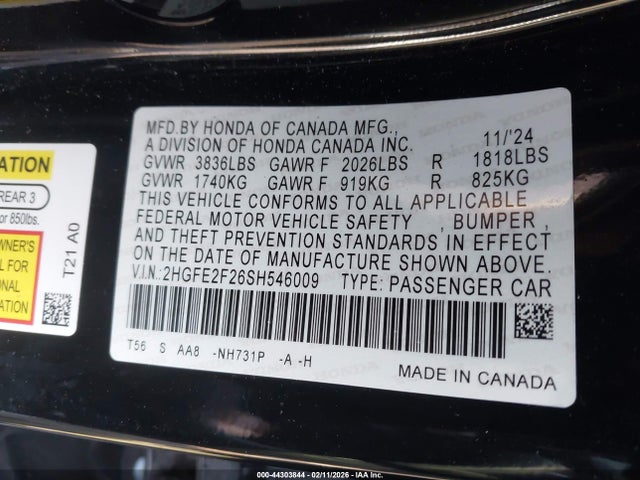 MFD.BY HONDA OF CANADA MFG.,
A DIVISION OF HONDA CANADA INC. 11/'24
GVWR 3836LBS GAWR F 2026LBS R 1818LBS
GVWR 1740KG GAWR F 919KG R 825KG
THIS VEHICLE CONFORMS TO ALL APPLICABLE
FEDERAL MOTOR VEHICLE SAFETY , BUMPER ,
AND THEFT PREVENTION STANDARDS IN EFFECT
ON THE DATE OF MANUFACTURE SHOWN ABOVE.
V.I.N.:2HGFE2F26SH546009 TYPE: PASSENGER CAR
T56 S AA8 -NH731P -A -H
MADE IN CANADA
REAR 3
or 850lbs.
T21 A0
000-44303844 - 02/11/2026 - IAA Inc.